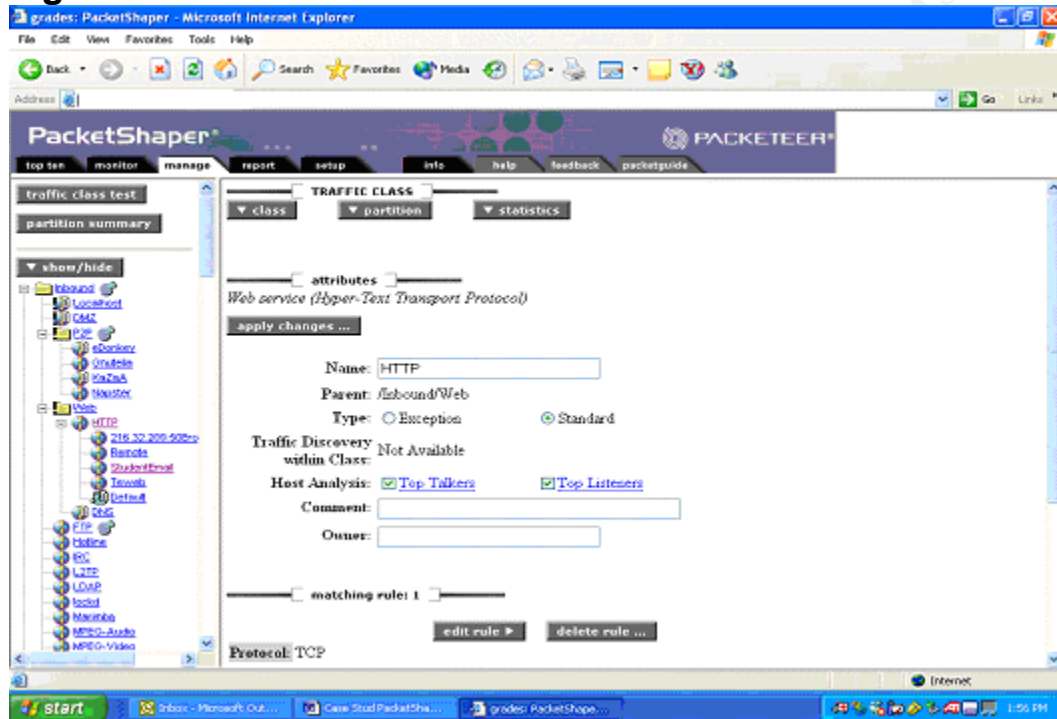 grades: PacketShaper - Microsoft Internet Explorer
File Edit View Favorites Tools Help
Back Search Favorites Media
Address Go Links
PacketShaper PACKETEER
top ten monitor manage report setup info help feedback packetguide
traffic class test
partition summary
show/hide
Inbound
Localhost
DMZ
P2P
eDonkey
Gnutella
KaZaA
Napster
Web
HTTP
Remote
StudentEmail
Default
DNS
FTP
Hotline
IRC
L2TP
LDAP
lockd
Marimba
MPEG-Audio
MPEG-Video
TRAFFIC CLASS
class partition statistics
attributes
Web service (Hyper-Text Transport Protocol)
apply changes ...
Name: HTTP
Parent: /Inbound/Web
Type: Exception Standard
Traffic Discovery
within Class: Not Available
Host Analysis: Top Talkers Top Listeners
Comment:
Owner:
matching rule: 1
edit rule delete rule ...
Protocol: TCP
Internet
start Inbox - Microsoft Out... Case Stud PacketSha... grades: PacketShape... 1:56 PM